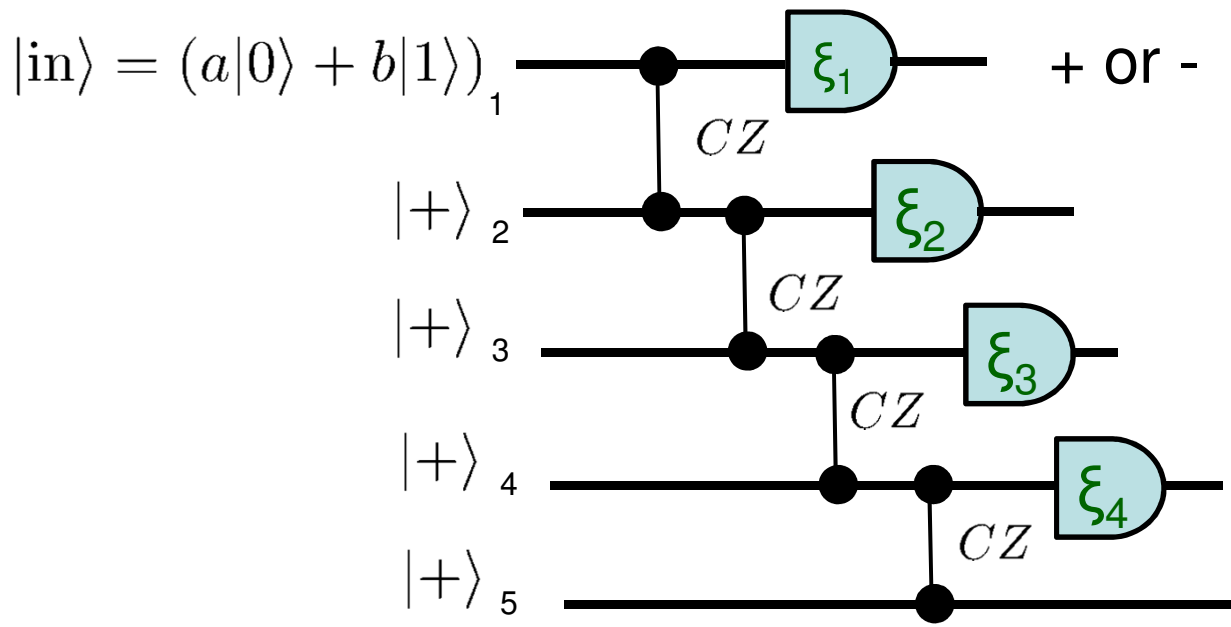 |in⟩ = (a|0⟩ + b|1⟩)₁ ξ₁ + or -
CZ
|+⟩ ₂ ξ₂
CZ
|+⟩ ₃ ξ₃
CZ
|+⟩ ₄ ξ₄
CZ
|+⟩ ₅